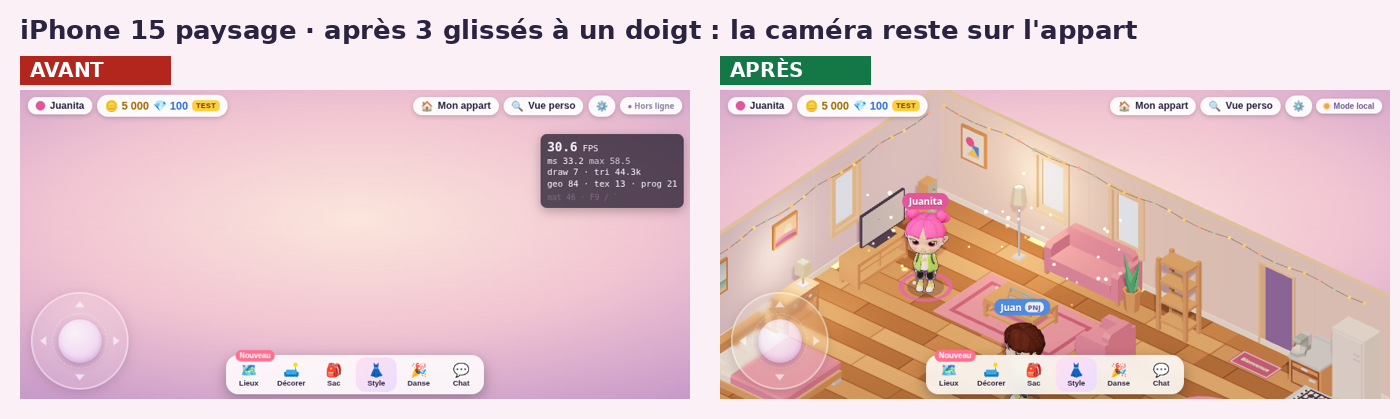 iPhone 15 paysage · après 3 glissés à un doigt : la caméra reste sur l'appart
AVANT
Juanita 5 000 100 TEST Mon appart Vue perso Hors ligne
30.6 FPS
ms 33.2 max 58.5
draw 7 · tri 44.3k
geo 84 · tex 13 · prog 21
mat 46 · F9 /
Nouveau
Lieux Décorer Sac Style Danse Chat
APRÈS
Juanita 5 000 100 TEST Mon appart Vue perso Mode local
Juanita
Juan PNJ
Nouveau
Lieux Décorer Sac Style Danse Chat